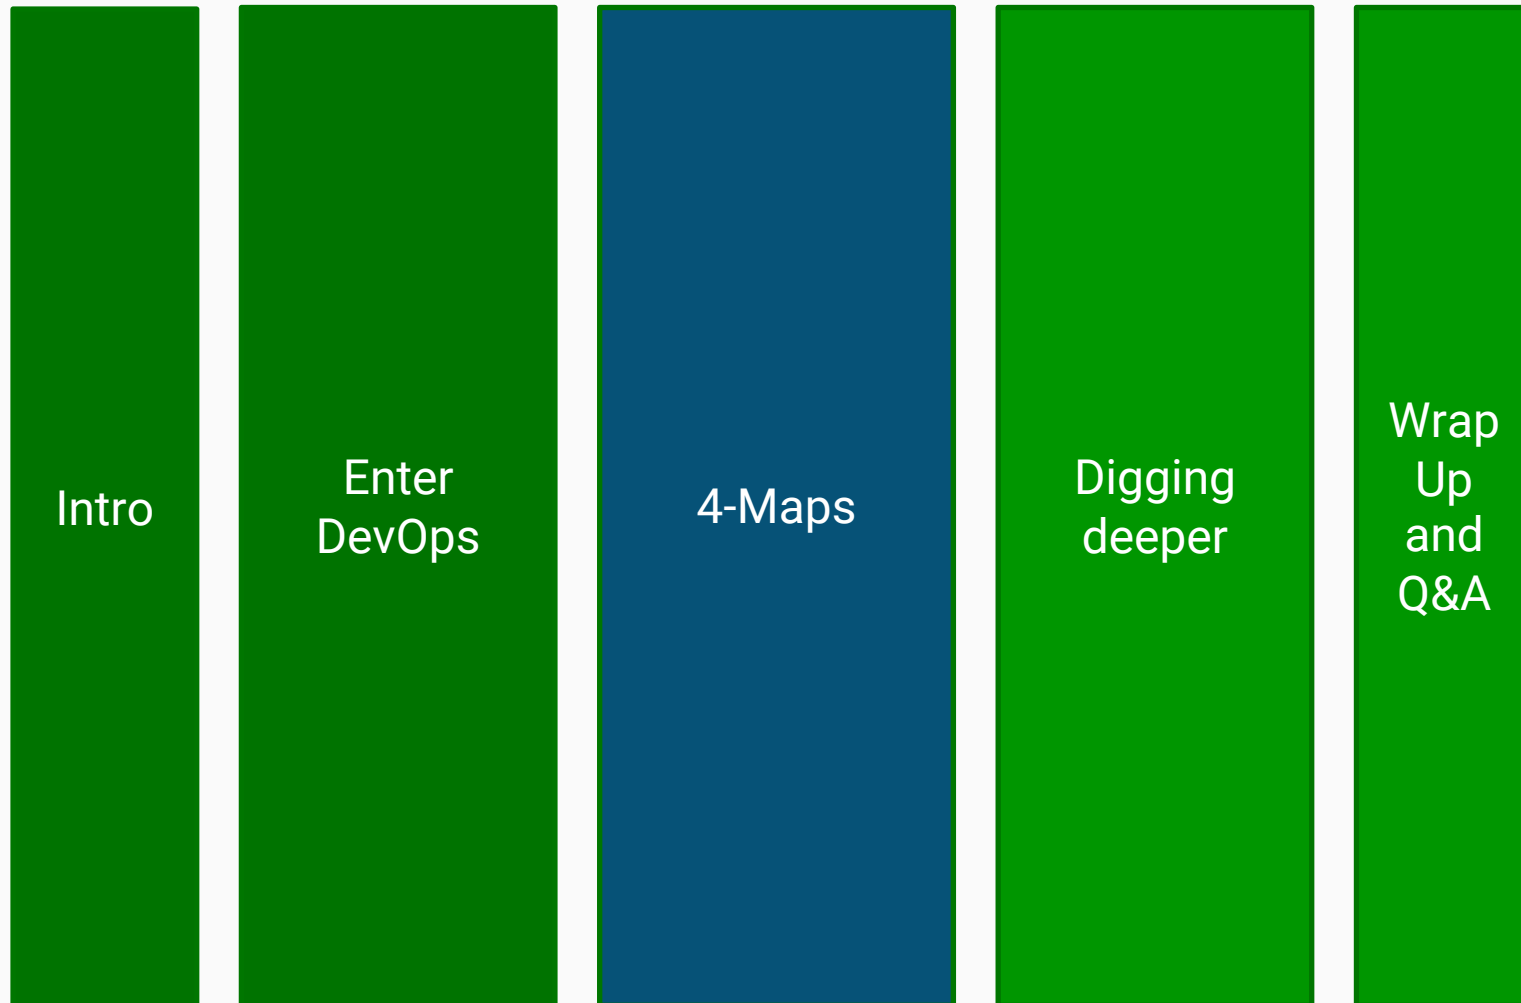 Intro
Enter
DevOps
4-Maps
Digging
deeper
Wrap
Up
and
Q&A